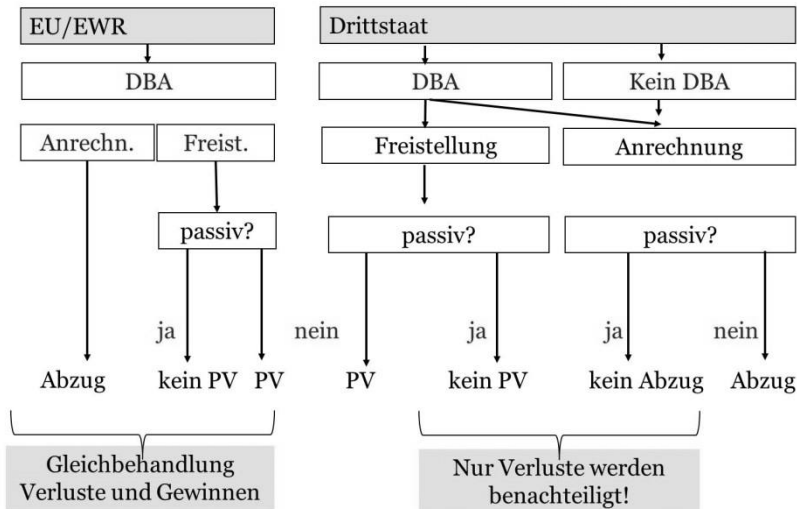 EU/EWR
Drittstaat
DBA
DBA
Kein DBA
Anrechn.
Freist.
Freistellung
Anrechnung
passiv?
passiv?
passiv?
ja
nein
ja
ja
nein
Abzug
kein PV
PV
PV
kein PV
kein Abzug
Abzug
Gleichbehandlung
Verluste und Gewinnen
Nur Verluste werden
benachteiligt!